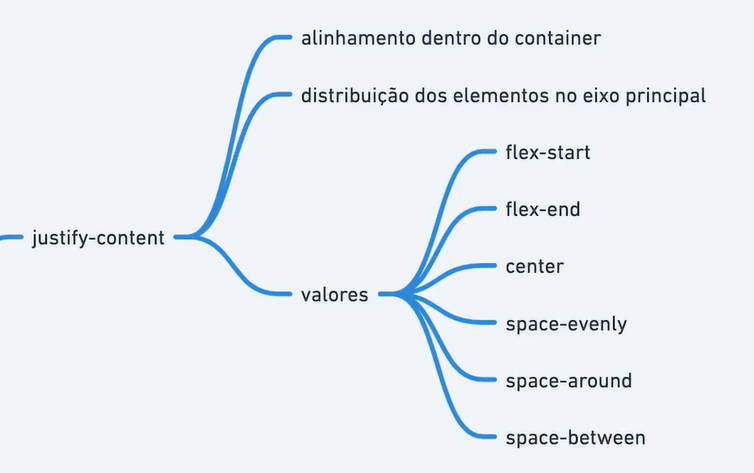 alinhamento dentro do container
distribuição dos elementos no eixo principal
flex-start
flex-end
justify-content
center
valores
space-evenly
space-around
space-between